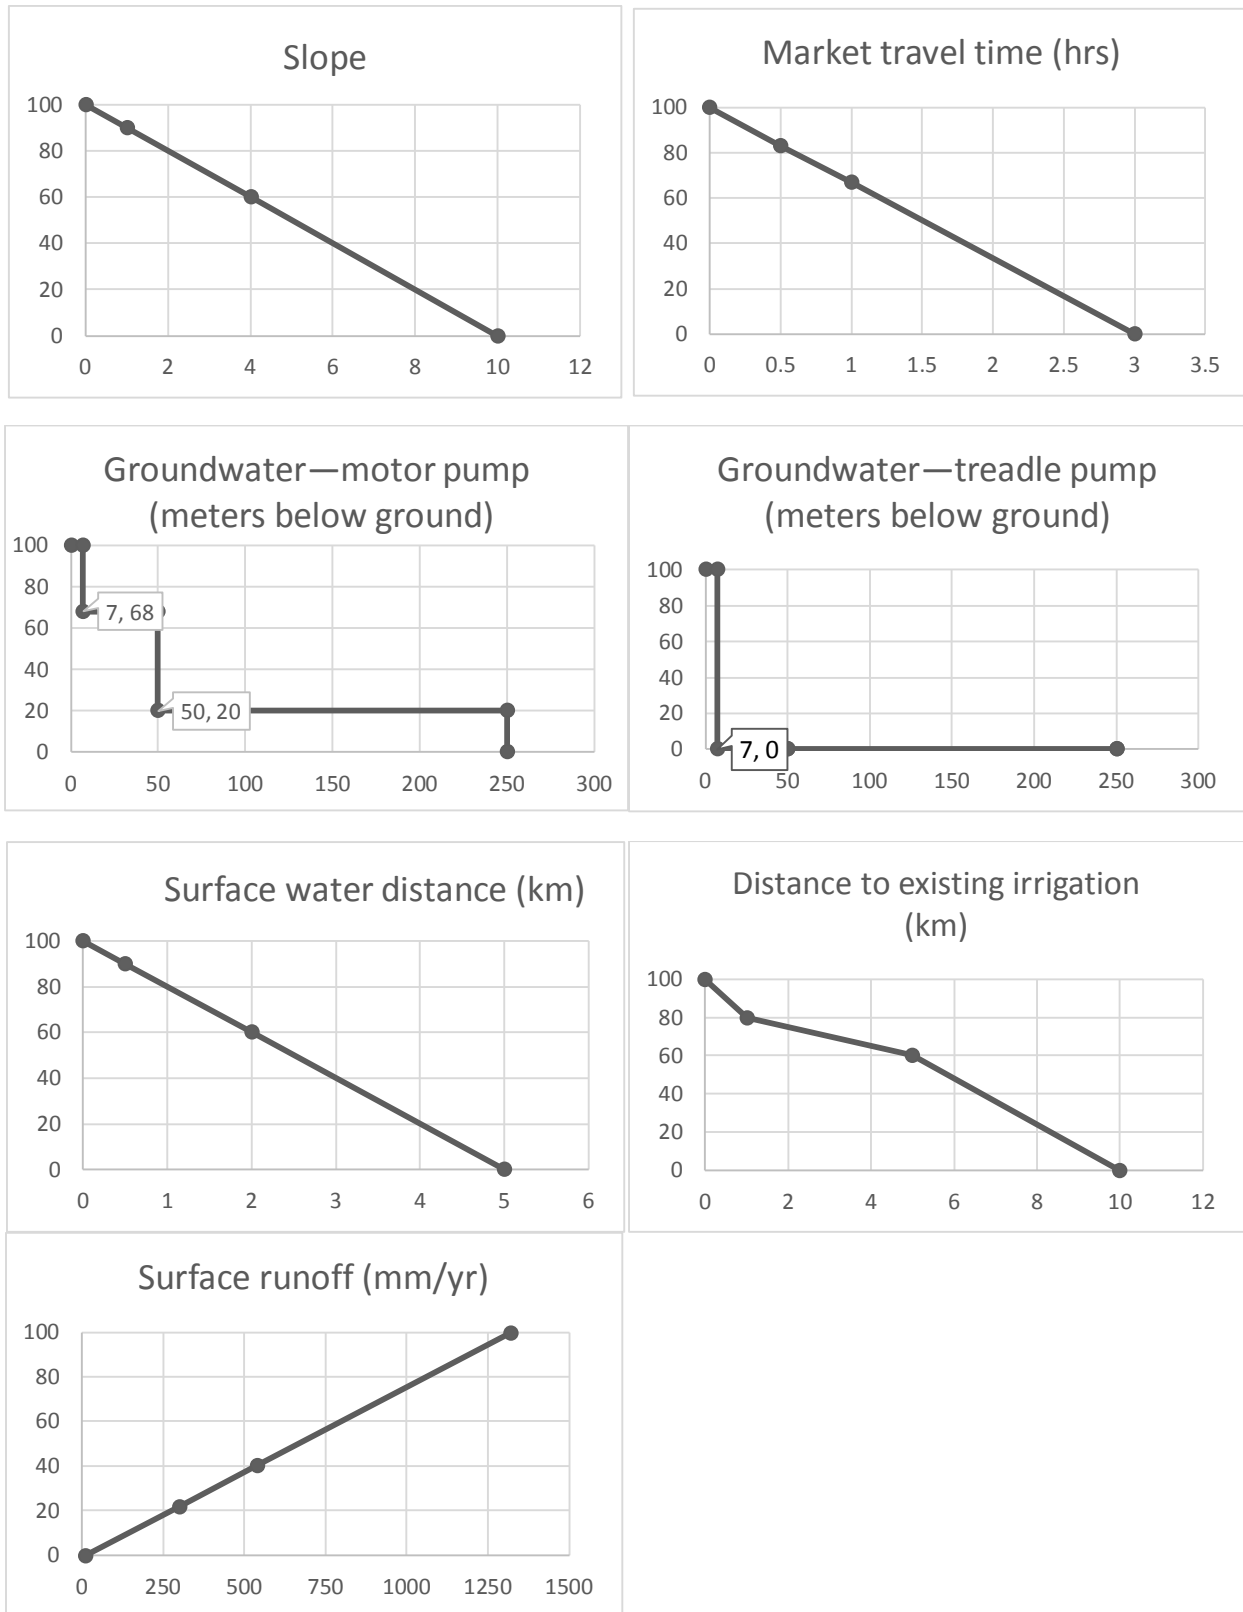 Slope
100
80
60
40
20
0
0 2 4 6 8 10 12
Market travel time (hrs)
100
80
60
40
20
0
0 0.5 1 1.5 2 2.5 3 3.5
Groundwater—motor pump
(meters below ground)
100
80
60
40
20
0
7, 68
50, 20
0 50 100 150 200 250 300
Groundwater—treadle pump
(meters below ground)
100
80
60
40
20
0
7, 0
0 50 100 150 200 250 300
Surface water distance (km)
100
80
60
40
20
0
0 1 2 3 4 5 6
Distance to existing irrigation
(km)
100
80
60
40
20
0
0 2 4 6 8 10 12
Surface runoff (mm/yr)
100
80
60
40
20
0
0 250 500 750 1000 1250 1500